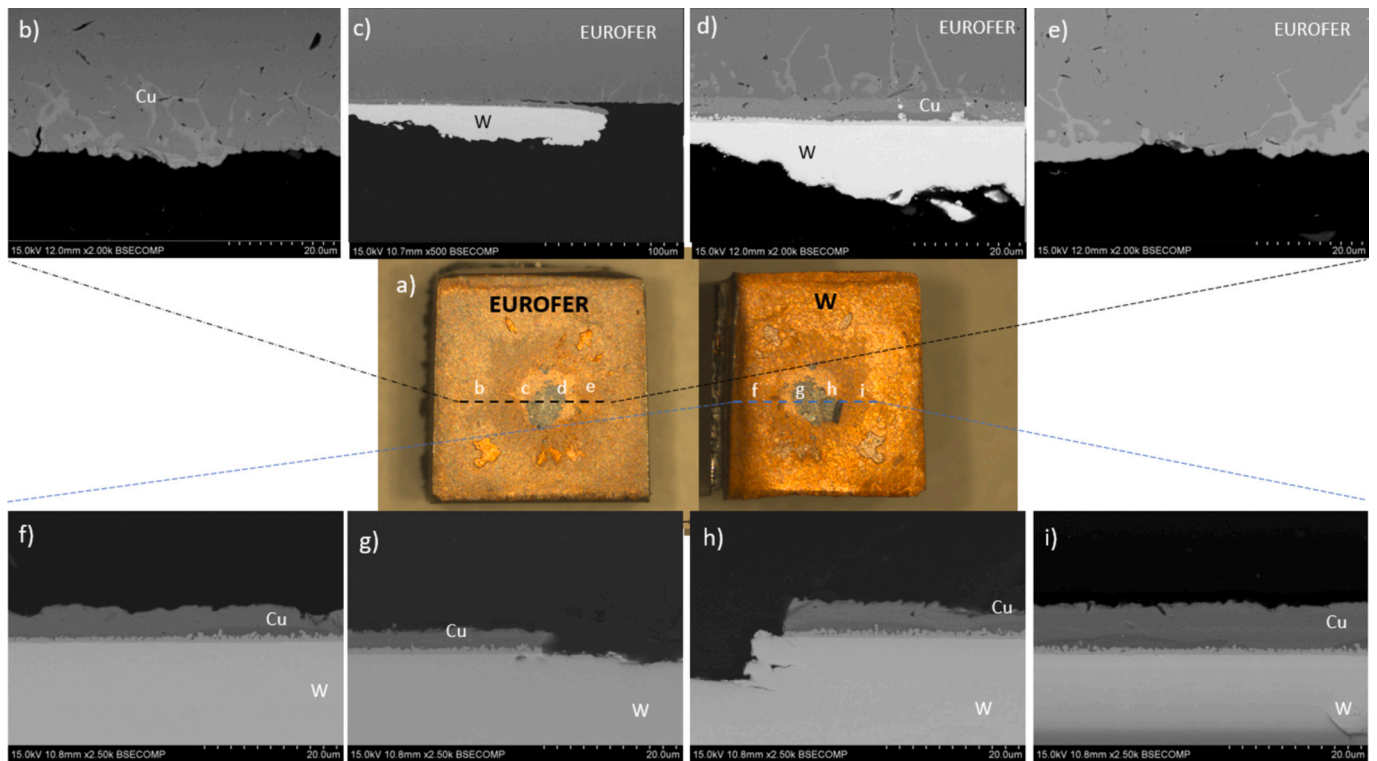 b)
Cu
15.0kV 12.0mm x2.00k BSECOMP 20.0um
c)
EUROFER
W
15.0kV 10.7mm x500 BSECOMP 100um
d)
EUROFER
Cu
W
15.0kV 12.0mm x2.00k BSECOMP 20.0um
e)
EUROFER
15.0kV 12.0mm x2.00k BSECOMP 20.0um
a)
EUROFER
b c d e
W
f g h i
f)
Cu
W
15.0kV 10.8mm x2.50k BSECOMP 20.0um
g)
Cu
W
15.0kV 10.8mm x2.50k BSECOMP 20.0um
h)
Cu
W
15.0kV 10.8mm x2.50k BSECOMP 20.0um
i)
Cu
W
15.0kV 10.8mm x2.50k BSECOMP 20.0um